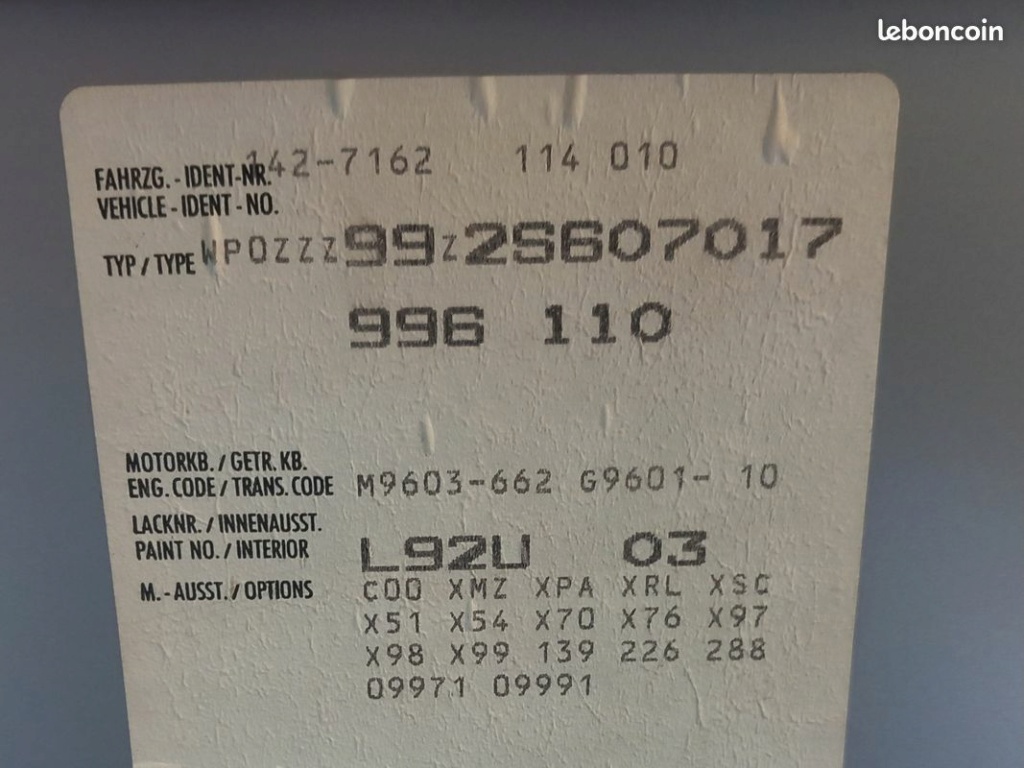 leboncoin
142-7162 114 010
FAHRZG.-IDENT-NR.
VEHICLE-IDENT-NO.
TYP/TYPE WP0ZZZ99Z2S607017
996 110
MOTORKB./GETR.KB.
ENG.CODE/TRANS.CODE M9603-662 G9601- 10
LACKNR./INNENAUSST.
PAINT NO./INTERIOR L92U 03
M.-AUSST./OPTIONS C00 XMZ XPA XRL XSC
X51 X54 X70 X76 X97
X98 X99 139 226 288
09971 09991